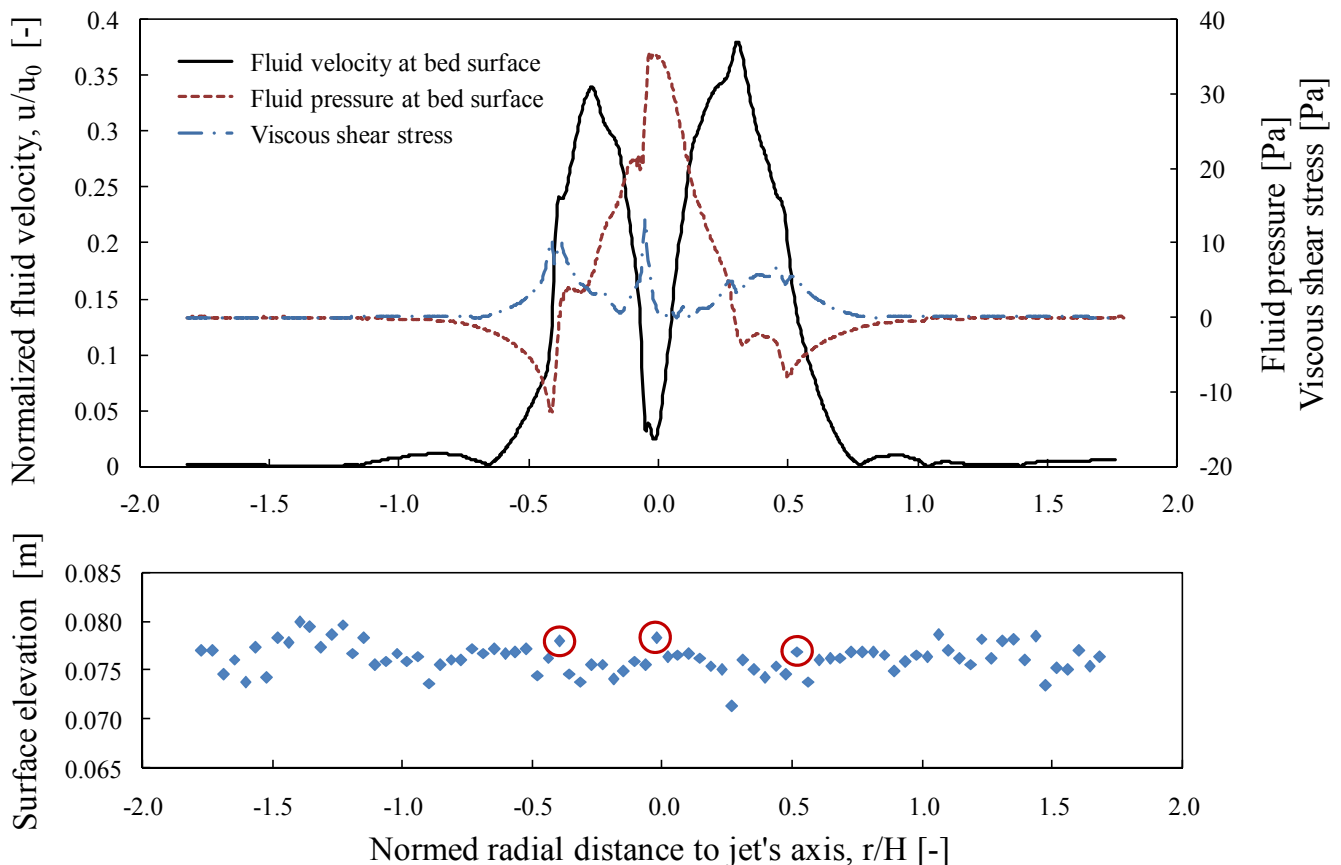 Normalized fluid velocity, u/u₀ [-]
0.4
0.35
0.3
0.25
0.2
0.15
0.1
0.05
0
Fluid velocity at bed surface
Fluid pressure at bed surface
Viscous shear stress
40
30
20
10
0
-10
-20
Fluid pressure [Pa]
Viscous shear stress [Pa]
-2.0 -1.5 -1.0 -0.5 0.0 0.5 1.0 1.5 2.0
Surface elevation [m]
0.085
0.080
0.075
0.070
0.065
-2.0 -1.5 -1.0 -0.5 0.0 0.5 1.0 1.5 2.0
Normed radial distance to jet's axis, r/H [-]